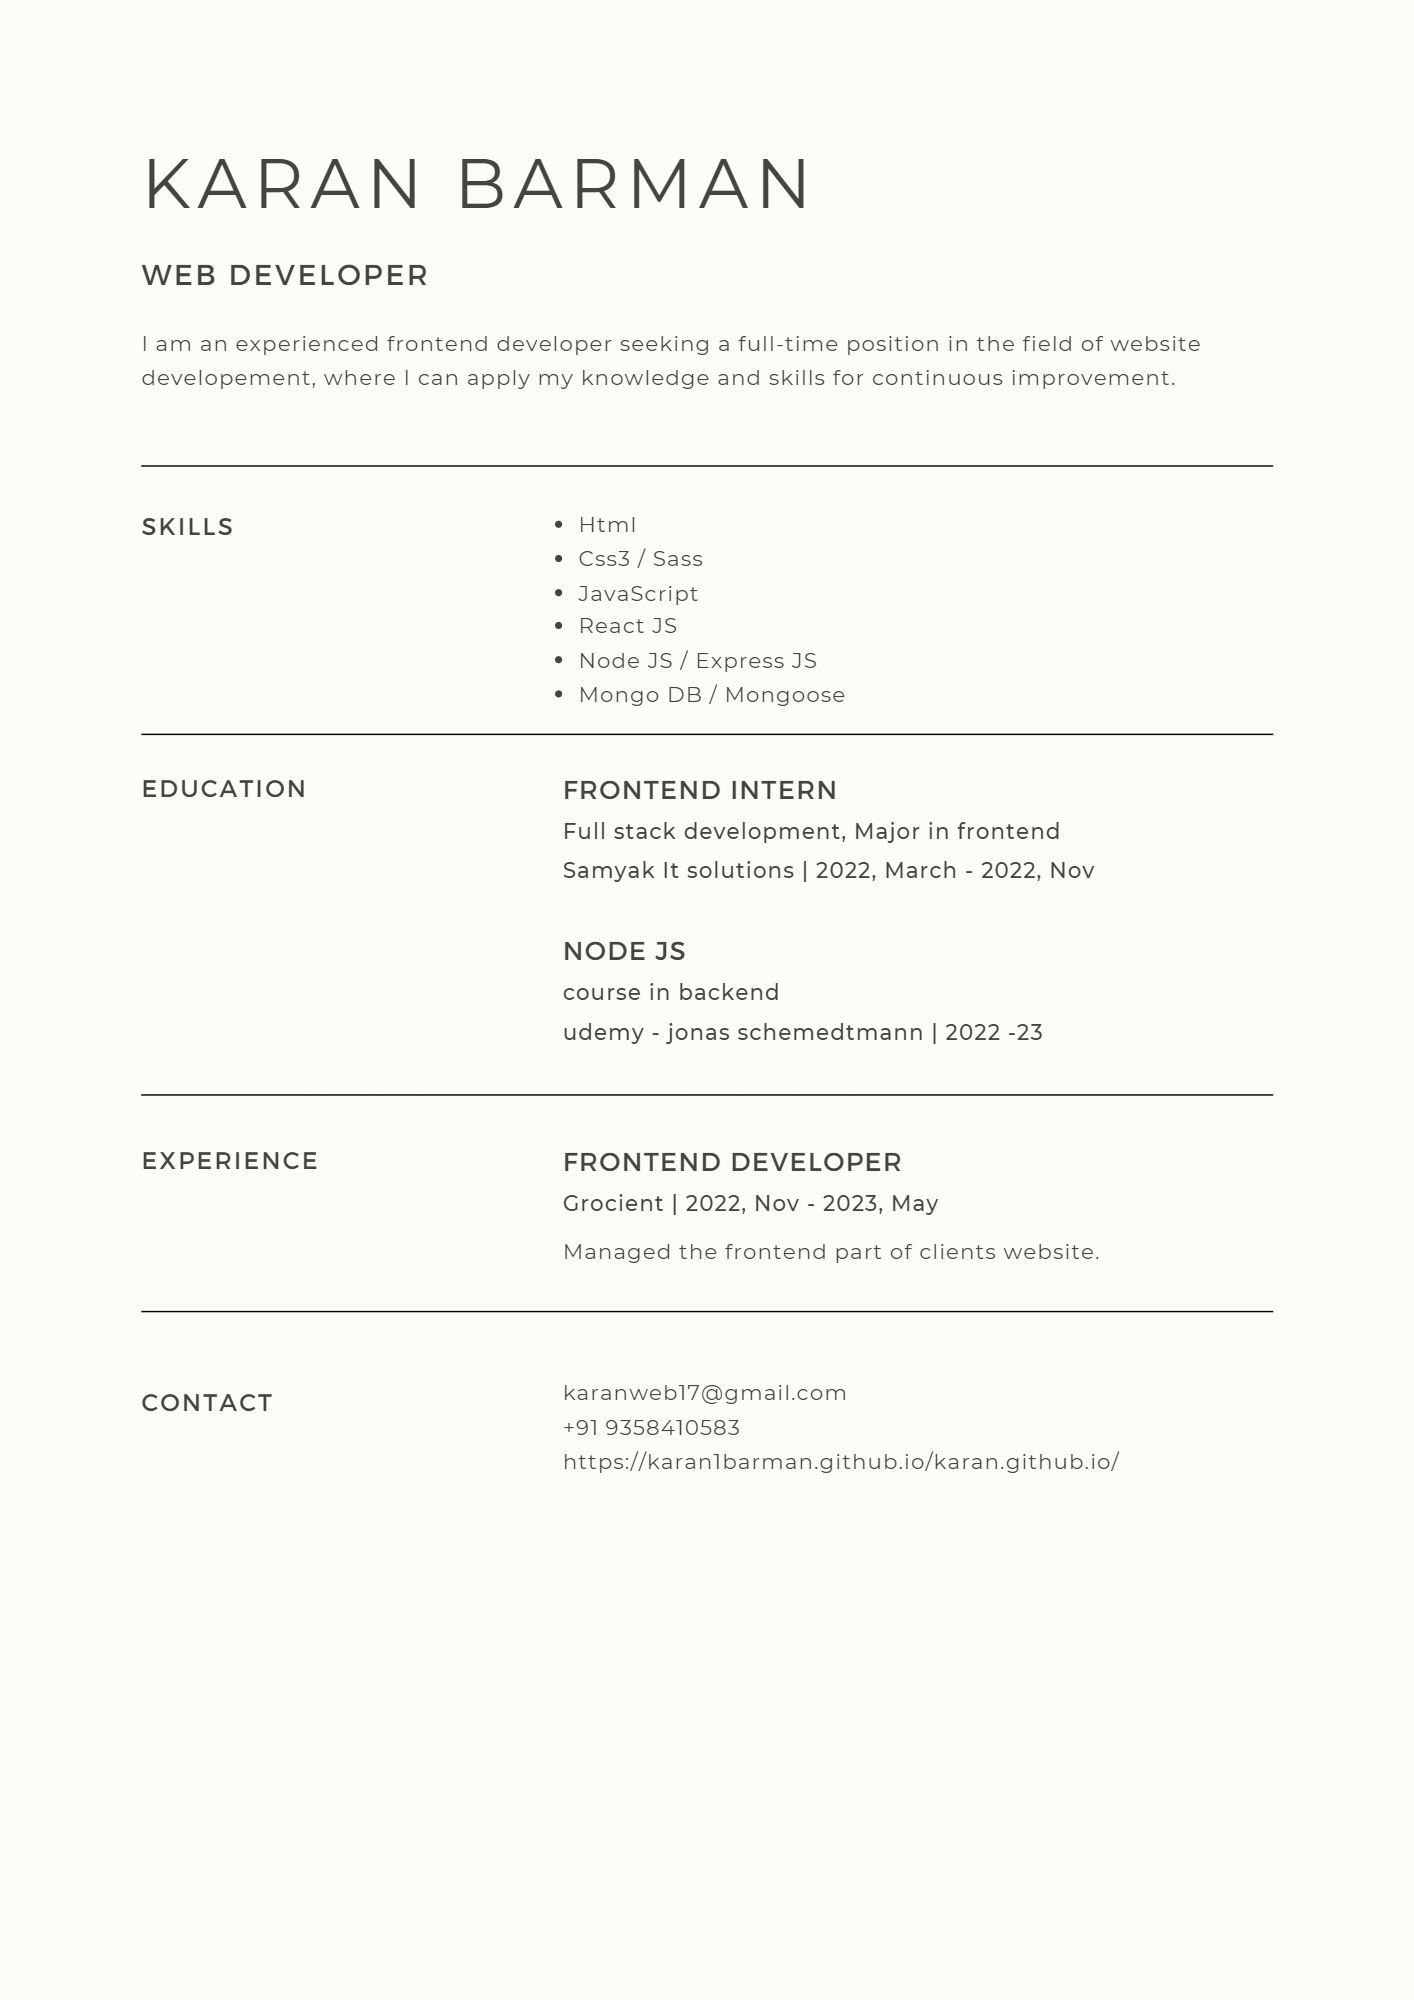 KARAN BARMAN
WEB DEVELOPER
I am an experienced frontend developer seeking a full-time position in the field of website
developement, where I can apply my knowledge and skills for continuous improvement.
SKILLS
• Html
• Css3 / Sass
• JavaScript
• React JS
• Node JS / Express JS
• Mongo DB / Mongoose
EDUCATION
FRONTEND INTERN
Full stack development, Major in frontend
Samyak It solutions | 2022, March - 2022, Nov
NODE JS
course in backend
udemy - jonas schemedtmann | 2022 -23
EXPERIENCE
FRONTEND DEVELOPER
Grocient | 2022, Nov - 2023, May
Managed the frontend part of clients website.
CONTACT
karanweb17@gmail.com
+91 9358410583
https://karan1barman.github.io/karan.github.io/